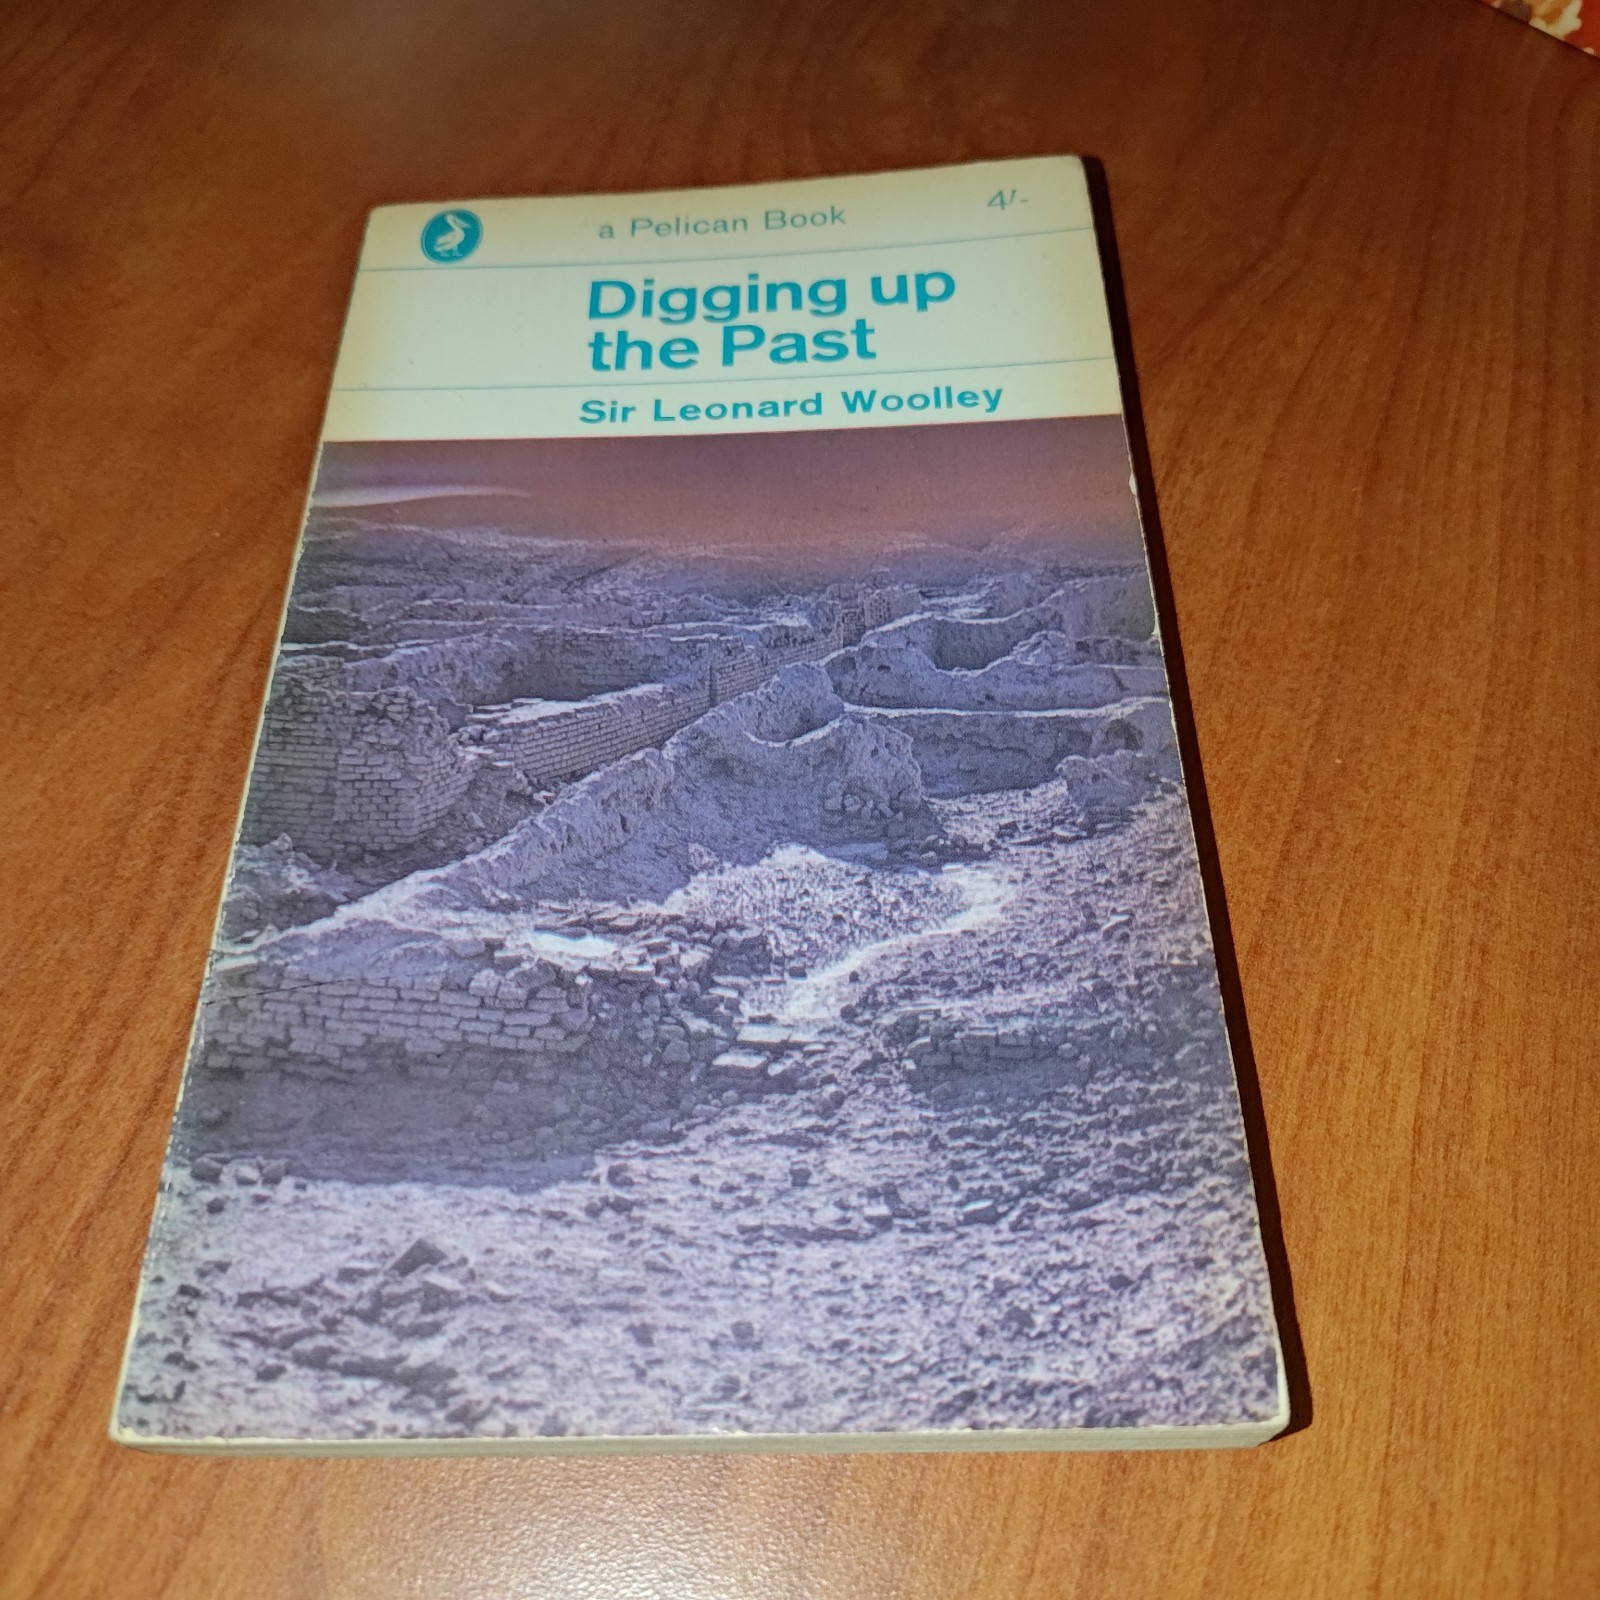 a Pelican Book
4/-
Digging up
the Past
Sir Leonard Woolley